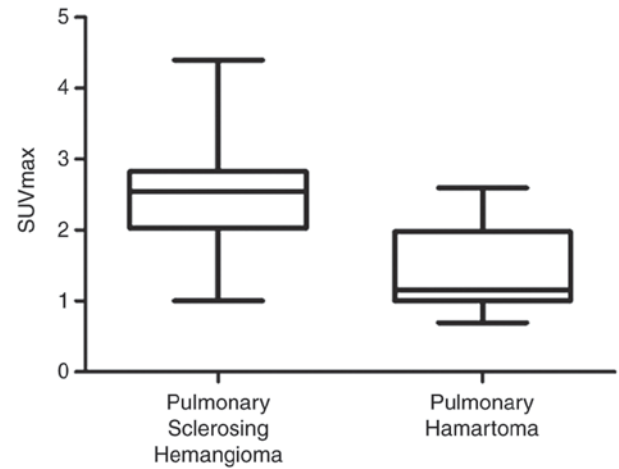 5
4
3
2
1
0
SUVmax
Pulmonary
Sclerosing
Hemangioma
Pulmonary
Hamartoma